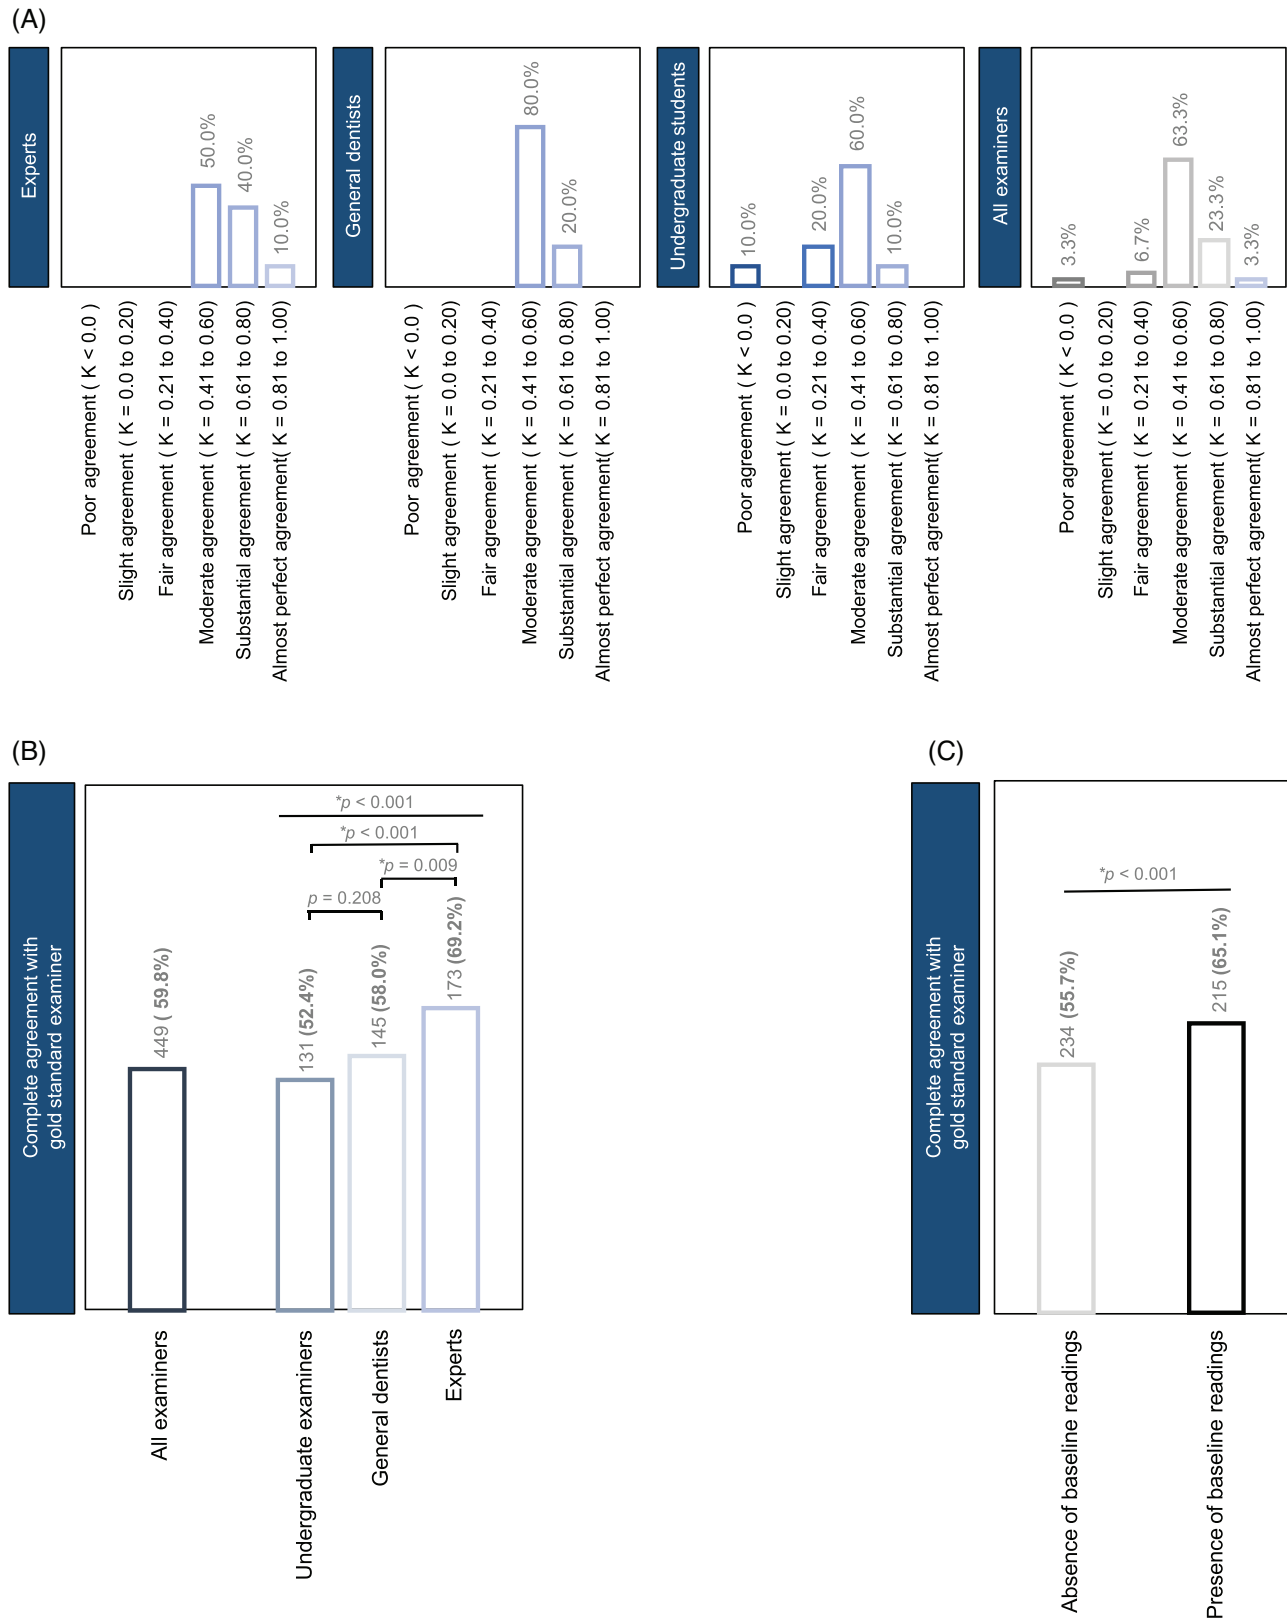 (A)
Experts
50.0%
40.0%
10.0%
Poor agreement ( K < 0.0 )
Slight agreement ( K = 0.0 to 0.20)
Fair agreement ( K = 0.21 to 0.40)
Moderate agreement ( K = 0.41 to 0.60)
Substantial agreement ( K = 0.61 to 0.80)
Almost perfect agreement( K = 0.81 to 1.00)
General dentists
80.0%
20.0%
Poor agreement ( K < 0.0 )
Slight agreement ( K = 0.0 to 0.20)
Fair agreement ( K = 0.21 to 0.40)
Moderate agreement ( K = 0.41 to 0.60)
Substantial agreement ( K = 0.61 to 0.80)
Almost perfect agreement( K = 0.81 to 1.00)
Undergraduate students
10.0%
20.0%
60.0%
10.0%
Poor agreement ( K < 0.0 )
Slight agreement ( K = 0.0 to 0.20)
Fair agreement ( K = 0.21 to 0.40)
Moderate agreement ( K = 0.41 to 0.60)
Substantial agreement ( K = 0.61 to 0.80)
Almost perfect agreement( K = 0.81 to 1.00)
All examiners
3.3%
6.7%
63.3%
23.3%
3.3%
Poor agreement ( K < 0.0 )
Slight agreement ( K = 0.0 to 0.20)
Fair agreement ( K = 0.21 to 0.40)
Moderate agreement ( K = 0.41 to 0.60)
Substantial agreement ( K = 0.61 to 0.80)
Almost perfect agreement( K = 0.81 to 1.00)
(B)
Complete agreement with
gold standard examiner
*p < 0.001
*p < 0.001
*p = 0.009
p = 0.208
449 ( 59.8%)
131 (52.4%)
145 (58.0%)
173 (69.2%)
All examiners
Undergraduate examiners
General dentists
Experts
(C)
Complete agreement with
gold standard examiner
*p < 0.001
234 (55.7%)
215 (65.1%)
Absence of baseline readings
Presence of baseline readings